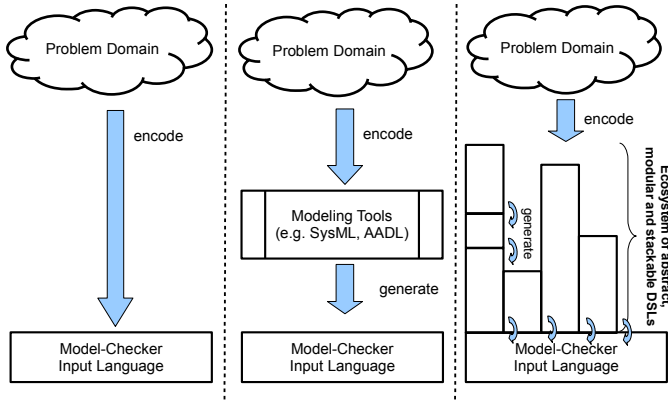 Problem Domain
encode
Model-Checker
Input Language
Problem Domain
encode
Modeling Tools
(e.g. SysML, AADL)
generate
Model-Checker
Input Language
Problem Domain
encode
generate
Ecosystem of abstract,
modular and stackable DSLs
Model-Checker
Input Language